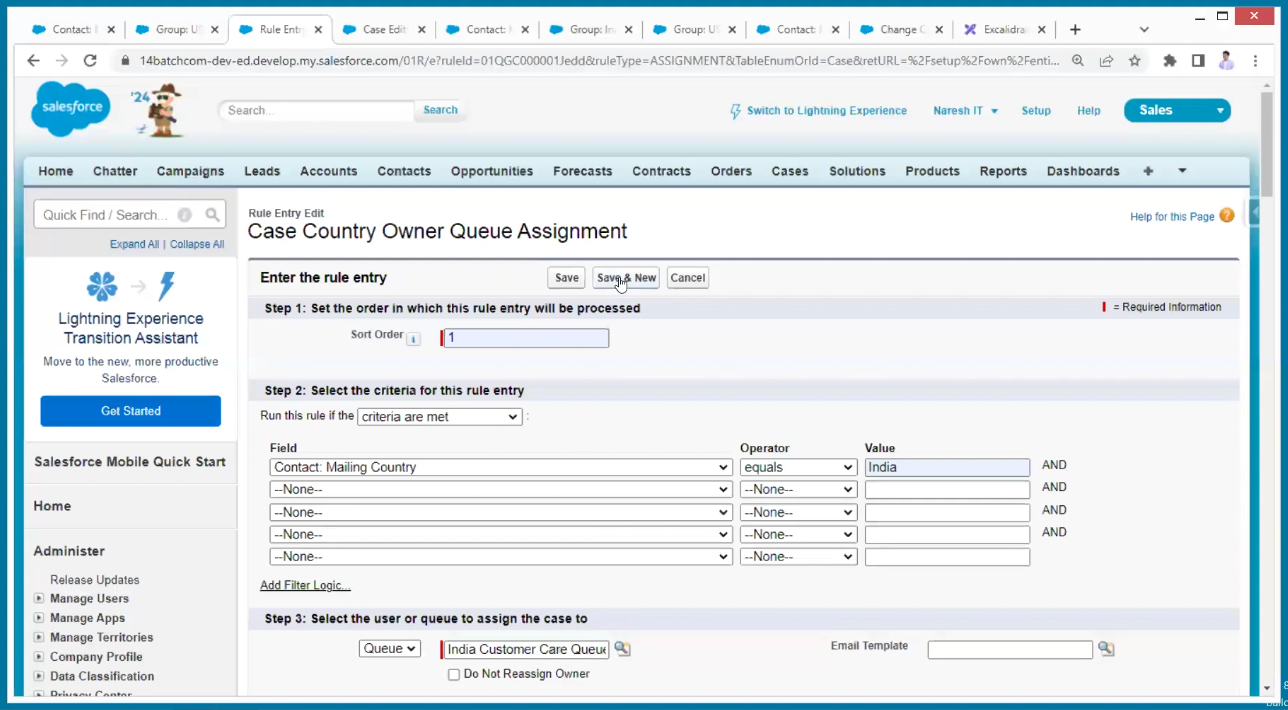 Contact: 
Group: U
Rule Entr
Case Edit
Contact: 
Group: In
Group: US
Contact: 
Change C
Excalidra
14batchcom-dev-ed.develop.my.salesforce.com/01R/e?ruleId=01QGC000001Jedd&ruleType=ASSIGNMENT&TableEnumOrId=Case&retURL=%2Fsetup%2Fown%2Fenti...
salesforce
'24
Search...
Search
Switch to Lightning Experience
Naresh IT
Setup
Help
Sales
Home Chatter Campaigns Leads Accounts Contacts Opportunities Forecasts Contracts Orders Cases Solutions Products Reports Dashboards +
Quick Find / Search...
Expand All | Collapse All
Lightning Experience
Transition Assistant
Move to the new, more productive
Salesforce.
Get Started
Salesforce Mobile Quick Start
Home
Administer
Release Updates
Manage Users
Manage Apps
Manage Territories
Company Profile
Data Classification
Privacy Center
Rule Entry Edit
Case Country Owner Queue Assignment
Help for this Page ?
Enter the rule entry
Save
Save & New
Cancel
Step 1: Set the order in which this rule entry will be processed
= Required Information
Sort Order i
1
Step 2: Select the criteria for this rule entry
Run this rule if the criteria are met :
Field Operator Value
Contact: Mailing Country equals India AND
--None-- --None-- AND
--None-- --None-- AND
--None-- --None-- AND
--None-- --None--
Add Filter Logic...
Step 3: Select the user or queue to assign the case to
Queue India Customer Care Queue
Email Template
Do Not Reassign Owner